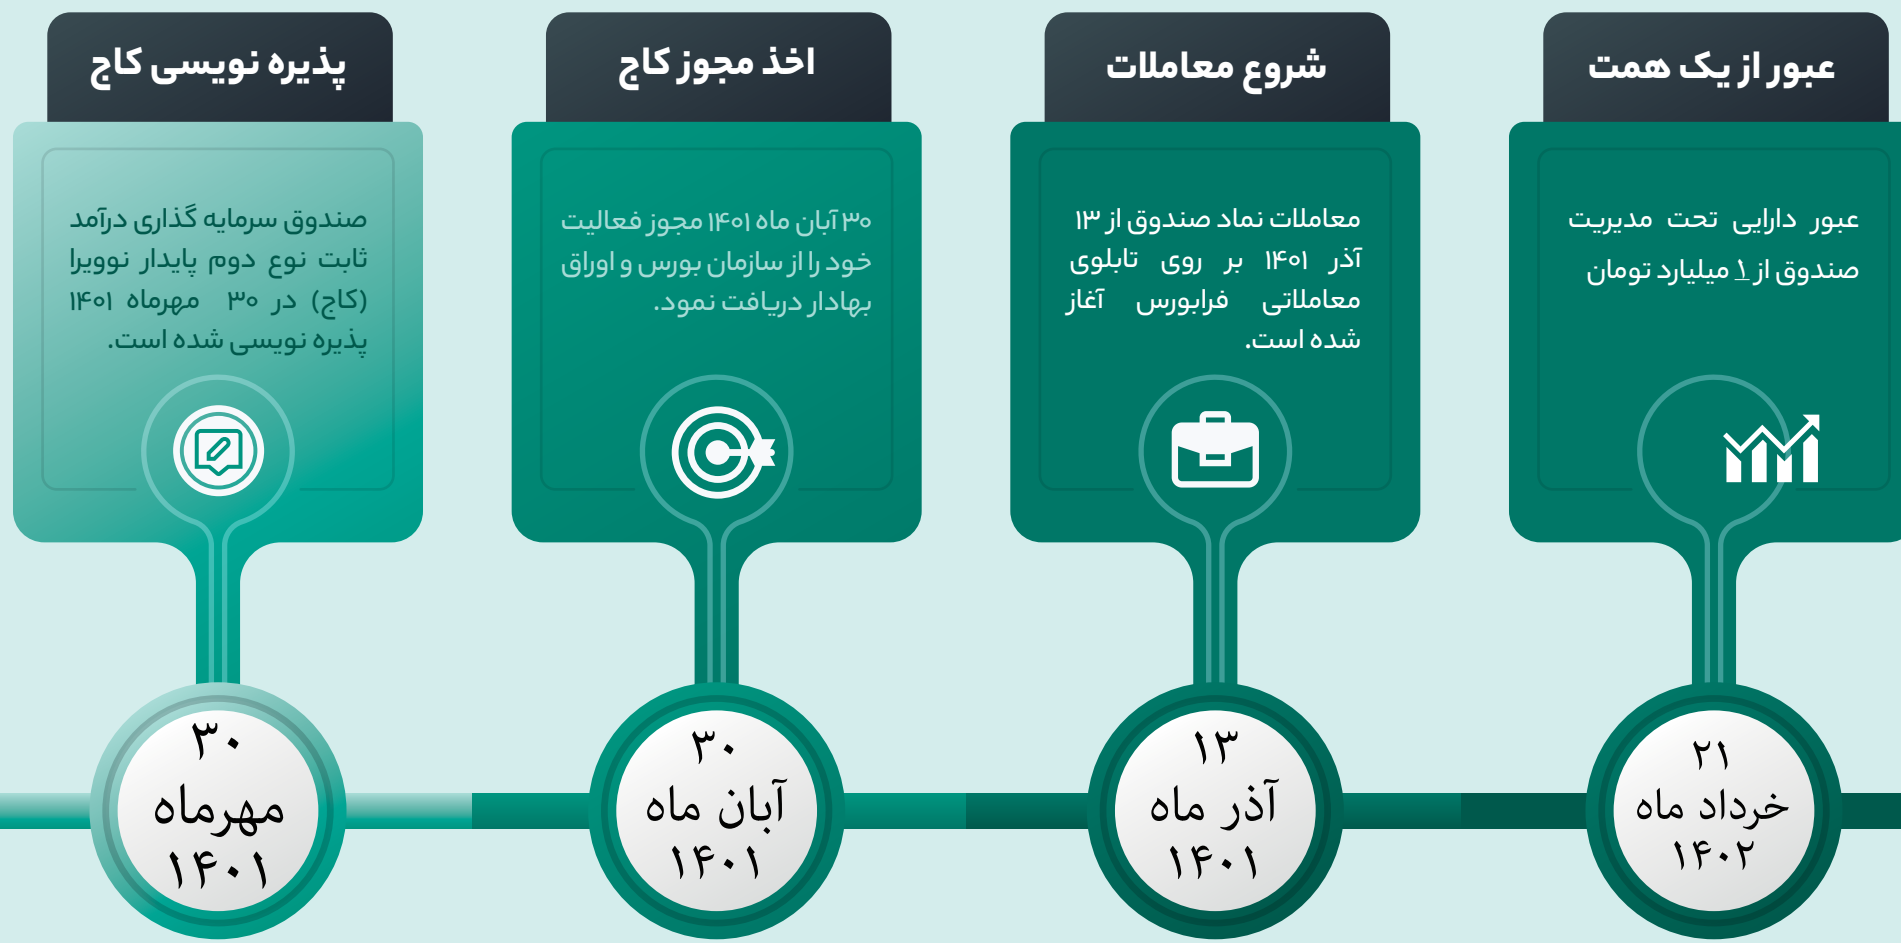 پذیره نویسی کاج
صندوق سرمایه گذاری درآمد
ثابت نوع دوم پایدار نوویرا
(کاج) در ۳۰ مهرماه ۱۴۰۱
پذیره نویسی شده است.
۳۰
مهرماه
۱۴۰۱
اخذ مجوز کاج
۳۰ آبان ماه ۱۴۰۱ مجوز فعالیت
خود را از سازمان بورس و اوراق
بهادار دریافت نمود.
۳۰
آبان ماه
۱۴۰۱
شروع معاملات
معاملات نماد صندوق از ۱۳
آذر ۱۴۰۱ بر روی تابلوی
معاملاتی فرابورس آغاز
شده است.
۱۳
آذر ماه
۱۴۰۱
عبور از یک همت
عبور دارایی تحت مدیریت
صندوق از ۱ میلیارد تومان
۲۱
خرداد ماه
۱۴۰۲